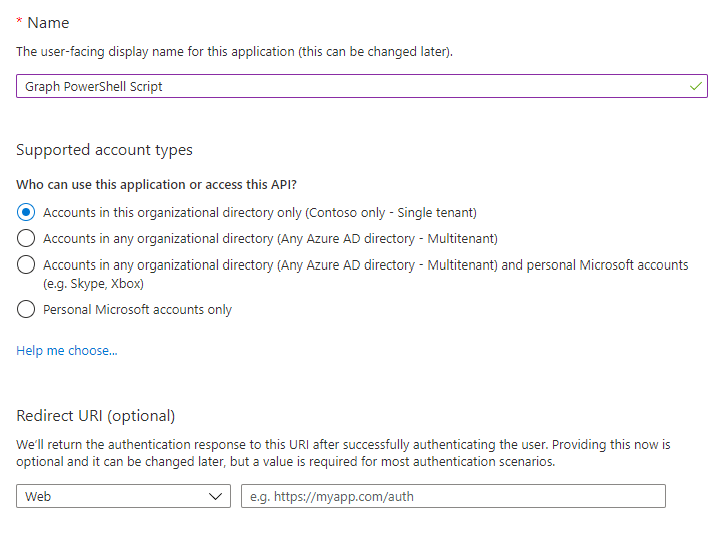 * Name
The user-facing display name for this application (this can be changed later).
Graph PowerShell Script
Supported account types
Who can use this application or access this API?
Accounts in this organizational directory only (Contoso only - Single tenant)
Accounts in any organizational directory (Any Azure AD directory - Multitenant)
Accounts in any organizational directory (Any Azure AD directory - Multitenant) and personal Microsoft accounts
(e.g. Skype, Xbox)
Personal Microsoft accounts only
Help me choose...
Redirect URI (optional)
We'll return the authentication response to this URI after successfully authenticating the user. Providing this now is
optional and it can be changed later, but a value is required for most authentication scenarios.
Web e.g. https://myapp.com/auth